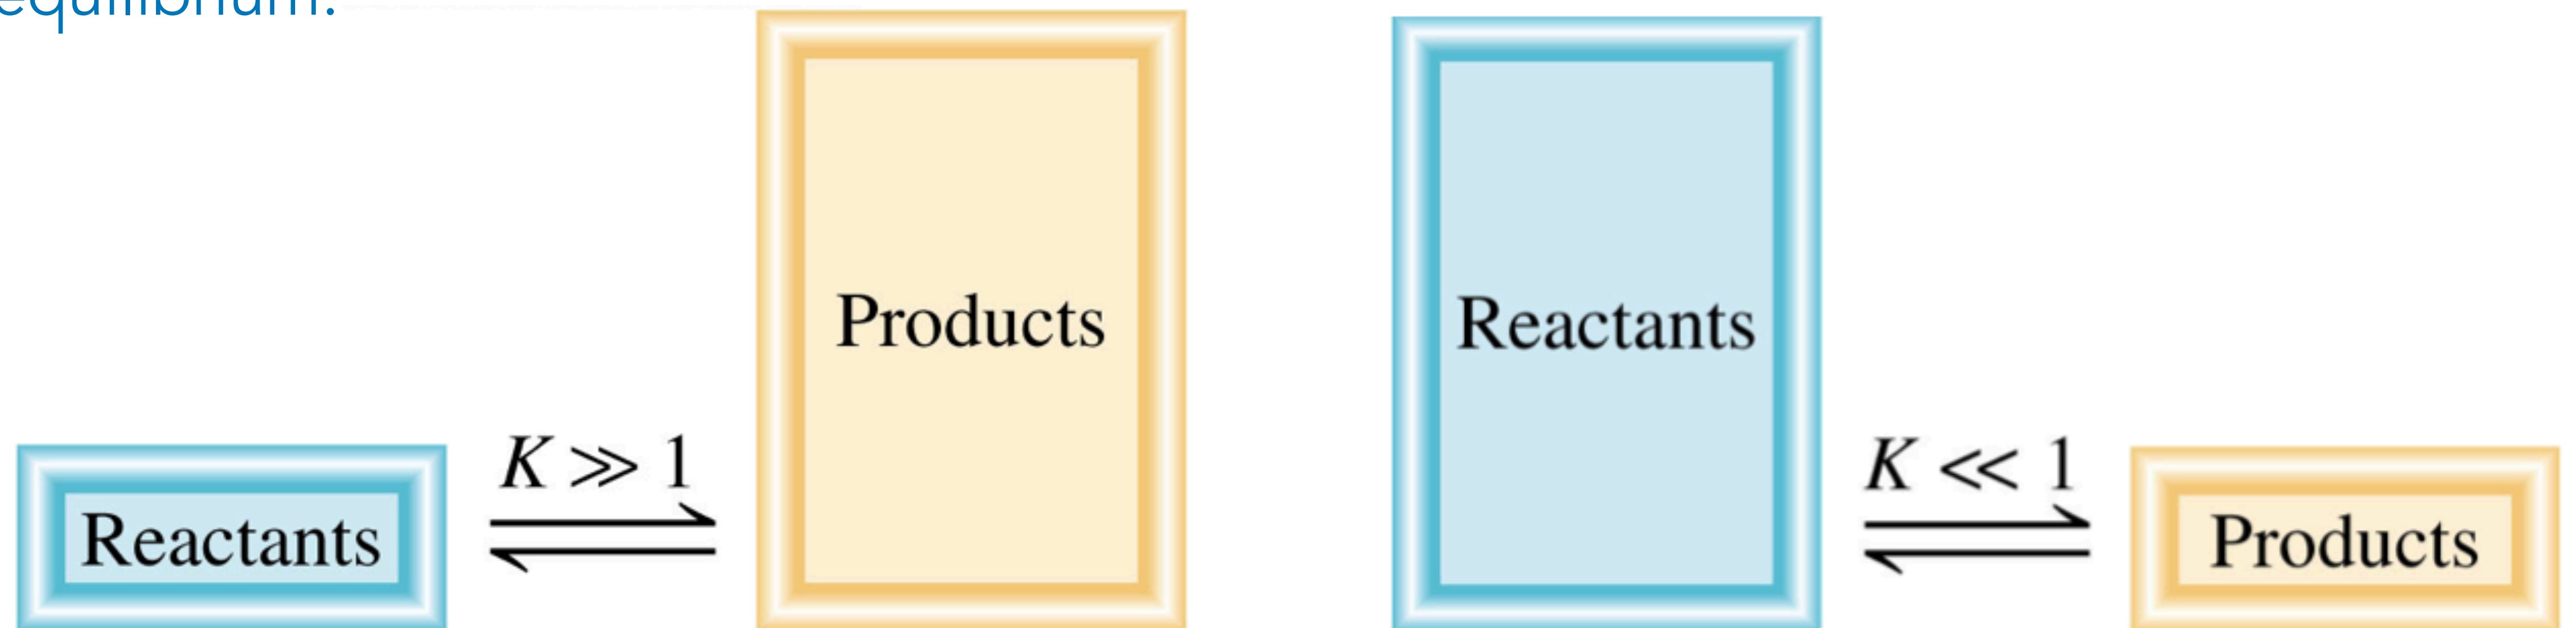 equilibrium.
Products
Reactants
K ≫ 1
K ≪ 1
Reactants
Products